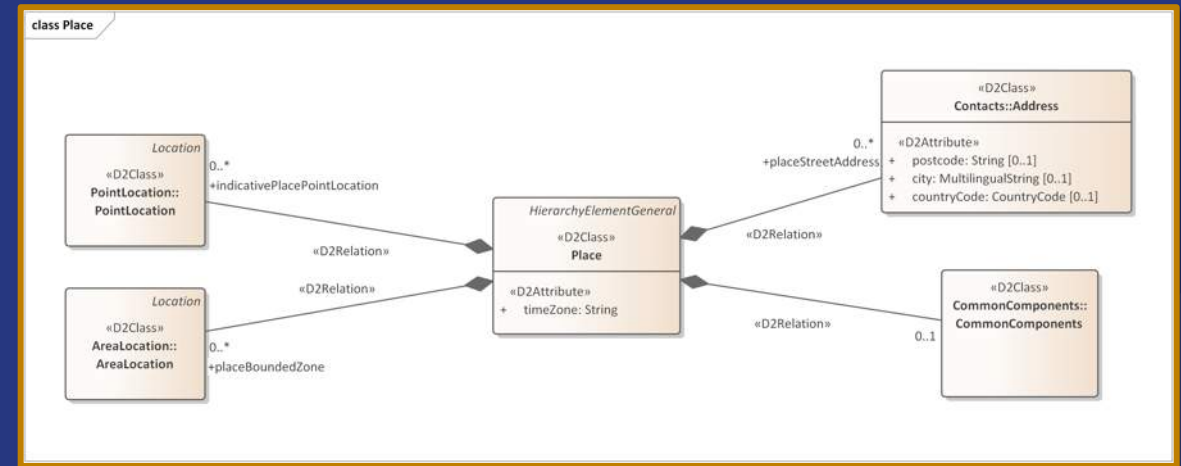 class Place
Location
«D2Class»
PointLocation::
PointLocation
0..*
+indicativePlacePointLocation
«D2Relation»
Location
«D2Class»
AreaLocation::
AreaLocation
0..*
+placeBoundedZone
«D2Relation»
HierarchyElementGeneral
«D2Class»
Place
«D2Attribute»
+ timeZone: String
«D2Class»
Contacts::Address
«D2Attribute»
+ postcode: String [0..1]
+ city: MultilingualString [0..1]
+ countryCode: CountryCode [0..1]
0..*
+placeStreetAddress
«D2Relation»
«D2Class»
CommonComponents::
CommonComponents
«D2Relation»
0..1